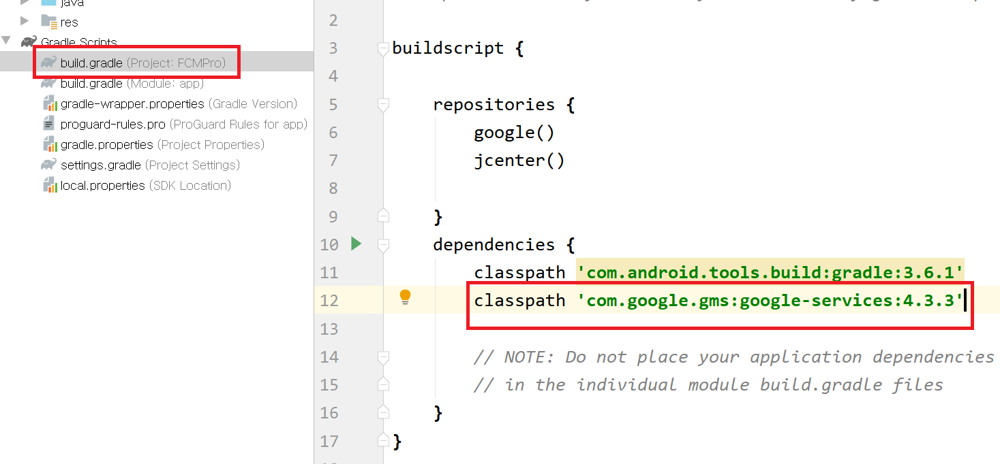 java
res
Gradle Scripts
build.gradle (Project: FCMPro)
build.gradle (Module: app)
gradle-wrapper.properties (Gradle Version)
proguard-rules.pro (ProGuard Rules for app)
gradle.properties (Project Properties)
settings.gradle (Project Settings)
local.properties (SDK Location)
2
3 buildscript {
4
5 repositories {
6 google()
7 jcenter()
8
9 }
10 dependencies {
11 classpath 'com.android.tools.build:gradle:3.6.1'
12 classpath 'com.google.gms:google-services:4.3.3'
13
14 // NOTE: Do not place your application dependencies
15 // in the individual module build.gradle files
16 }
17 }